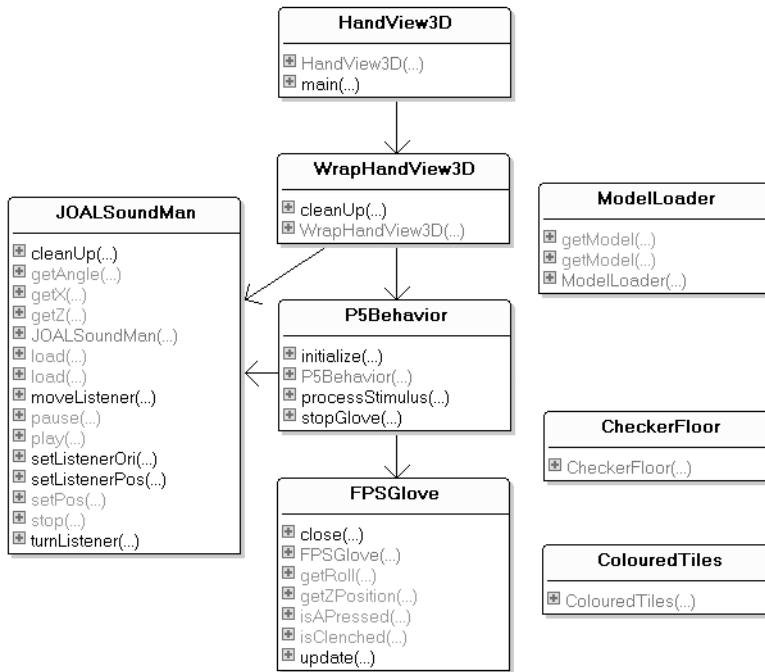 HandView3D
HandView3D(...)
main(...)
WrapHandView3D
cleanUp(...)
WrapHandView3D(...)
JOALSoundMan
cleanUp(...)
getAngle(...)
getX(...)
getZ(...)
JOALSoundMan(...)
load(...)
load(...)
moveListener(...)
pause(...)
play(...)
setListenerOri(...)
setListenerPos(...)
setPos(...)
stop(...)
turnListener(...)
P5Behavior
initialize(...)
P5Behavior(...)
processStimulus(...)
stopGlove(...)
FPSGlove
close(...)
FPSGlove(...)
getRoll(...)
getZPosition(...)
isAPressed(...)
isClenched(...)
update(...)
ModelLoader
getModel(...)
getModel(...)
ModelLoader(...)
CheckerFloor
CheckerFloor(...)
ColouredTiles
ColouredTiles(...)